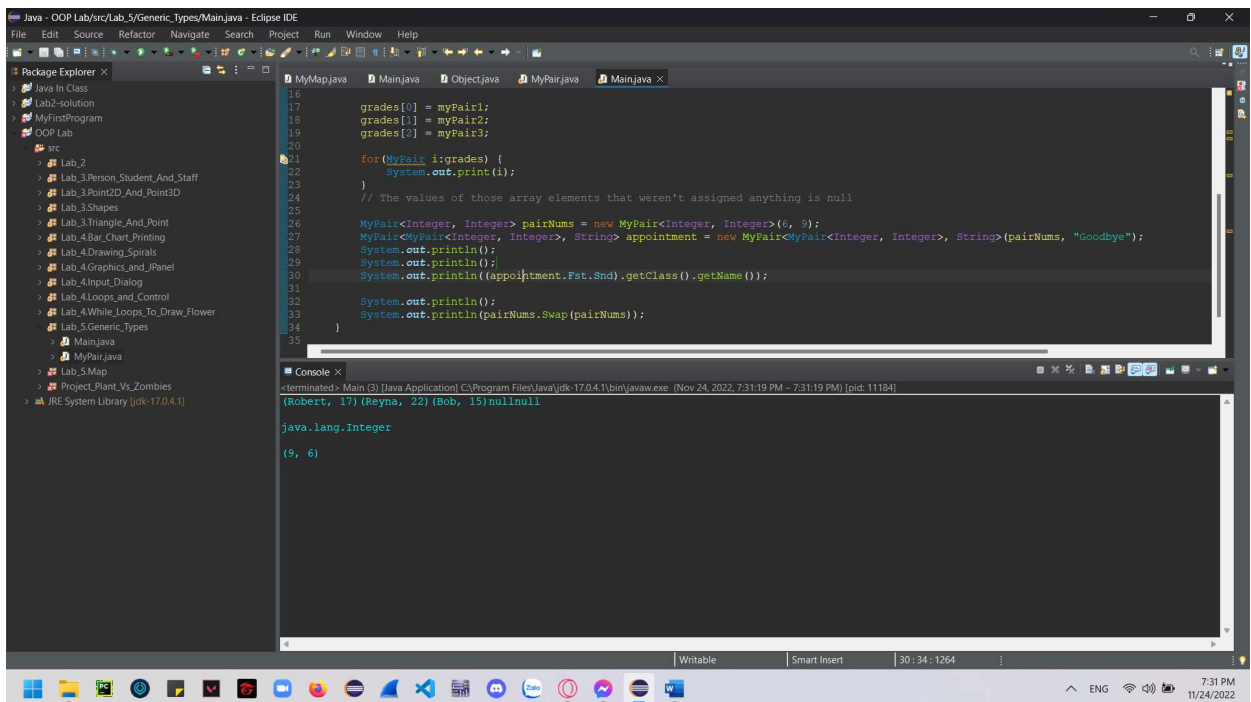 Java - OOP Lab/src/Lab_5/Generic_Types/Main.java - Eclipse IDE
File Edit Source Refactor Navigate Search Project Run Window Help
Package Explorer
MyMap.java Main.java Object.java MyPair.java Main.java
Java In Class
Lab2-solution
MyFirstProgram
OOP Lab
src
Lab_2
Lab_3.Person_Student_And_Staff
Lab_3.Point2D_And_Point3D
Lab_3.Shapes
Lab_3.Triangle_And_Point
Lab_4.Bar_Chart_Printing
Lab_4.Drawing_Spirals
Lab_4.Graphics_and_JPanel
Lab_4.Input_Dialog
Lab_4.Loops_and_Control
Lab_4.While_Loops_To_Draw_Flower
Lab_5.Generic_Types
Main.java
MyPair.java
Lab_5.Map
Project_Plant_Vs_Zombies
JRE System Library [jdk-17.0.4.1]
16
17 grades[0] = myPair1;
18 grades[1] = myPair2;
19 grades[2] = myPair3;
20
21 for(MyPair i:grades) {
22 System.out.print(i);
23 }
24 // The values of those array elements that weren't assigned anything is null
25
26 MyPair<Integer, Integer> pairNums = new MyPair<Integer, Integer>(6, 9);
27 MyPair<MyPair<Integer, Integer>, String> appointment = new MyPair<MyPair<Integer, Integer>, String>(pairNums, "Goodbye");
28 System.out.println();
29 System.out.println();
30 System.out.println((appointment.Fst.Snd).getClass().getName());
31
32 System.out.println();
33 System.out.println(pairNums.Swap(pairNums));
34 }
35
Console
<terminated> Main (3) [Java Application] C:\Program Files\Java\jdk-17.0.4.1\bin\javaw.exe (Nov 24, 2022, 7:31:19 PM – 7:31:19 PM) [pid: 11184]
(Robert, 17)(Reyna, 22)(Bob, 15)nullnull
java.lang.Integer
(9, 6)
Writable Smart Insert 30 : 34 : 1264
PC Zalo W ENG 7:31 PM
11/24/2022